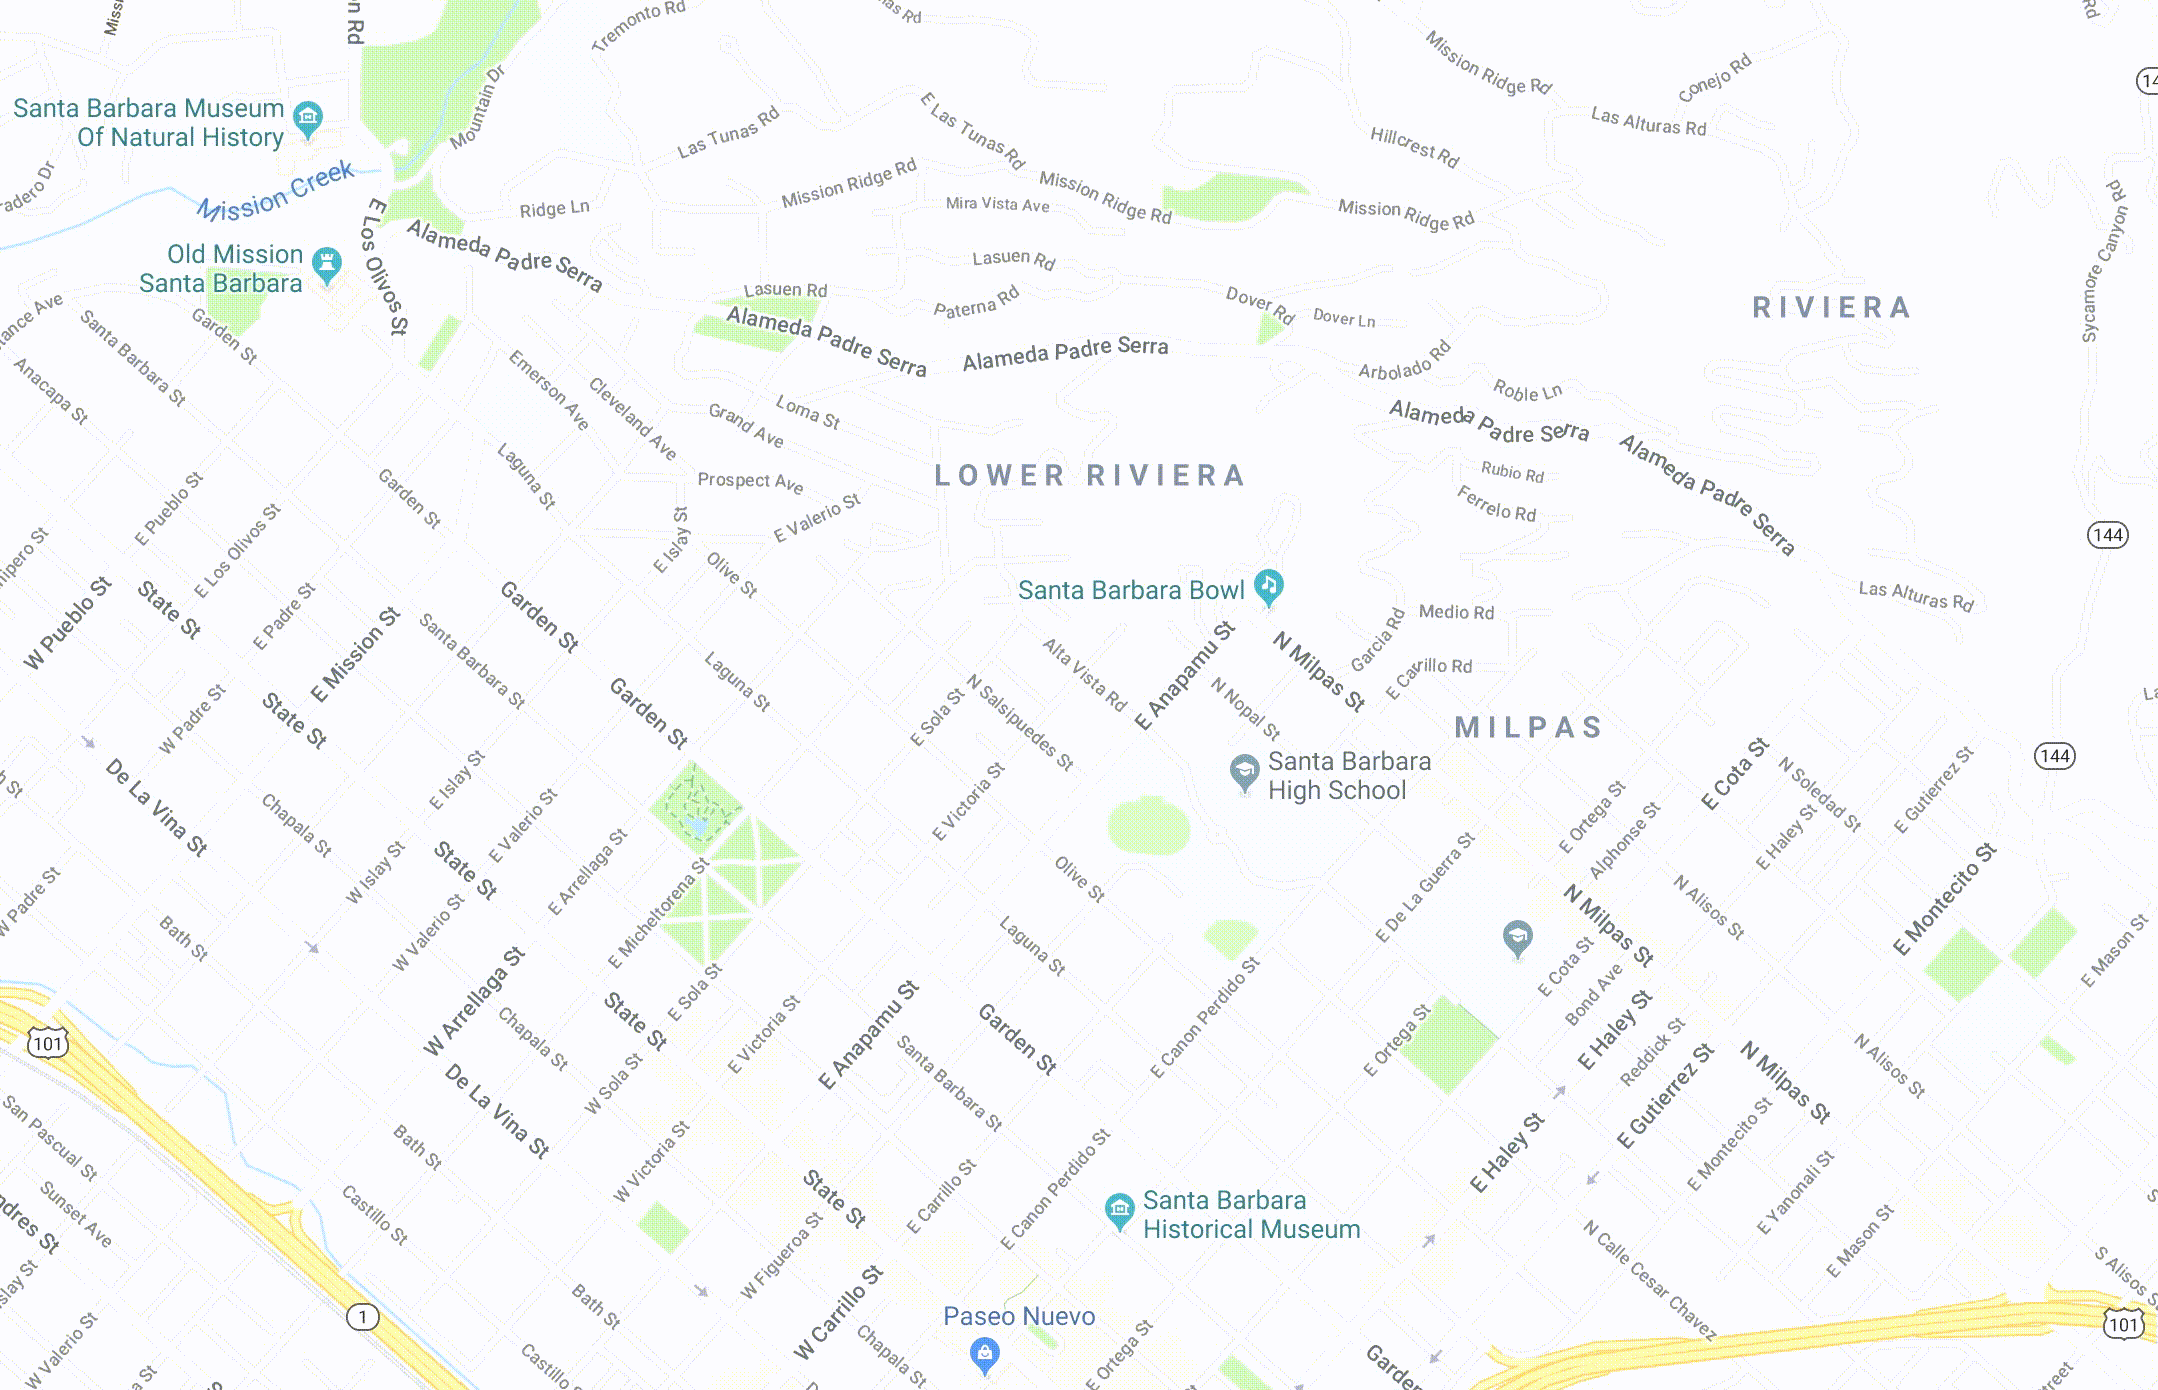 Tremonto Rd
Mission Ridge Rd
Conejo Rd
Mountain Dr
Santa Barbara Museum
Of Natural History
E Las Tunas Rd
Las Tunas Rd
Las Alturas Rd
Hillcrest Rd
Mission Creek
Mission Ridge Rd
Mission Ridge Rd
Mission Ridge Rd
Ridge Ln
Mira Vista Ave
Sycamore Canyon Rd
E Los Olivos St
Alameda Padre Serra
Old Mission
Santa Barbara
Lasuen Rd
Lasuen Rd
Paterna Rd
Dover Rd
Dover Ln
RIVIERA
Garden St
Santa Barbara St
Anacapa St
Alameda Padre Serra
Alameda Padre Serra
Arbolado Rd
Roble Ln
Emerson Ave
Cleveland Ave
Grand Ave
Loma St
Alameda Padre Serra
Alameda Padre Serra
LOWER RIVIERA
Prospect Ave
Rubio Rd
Ferrelo Rd
Laguna St
Garden St
E Pueblo St
E Los Olivos St
E Valerio St
E Islay St
Olive St
144
W Pueblo St
State St
E Padre St
E Mission St
Garden St
Santa Barbara St
Santa Barbara Bowl
Garcia Rd
Medio Rd
Las Alturas Rd
E Anapamu St
N Milpas St
E Carrillo Rd
Alta Vista Rd
N Nopal St
Laguna St
Garden St
E Sola St
N Salsipuedes St
W Padre St
State St
MILPAS
Santa Barbara
High School
144
E Cota St
N Soledad St
E Gutierrez St
De La Vina St
Chapala St
E Islay St
E Valerio St
E Victoria St
E Ortega St
Alphonse St
E Haley St
W Islay St
State St
E Arrellaga St
E Micheltorena St
Olive St
E De La Guerra St
N Milpas St
N Alisos St
E Montecito St
W Padre St
Bath St
W Valerio St
Laguna St
E Mason St
W Arrellaga St
State St
E Sola St
E Victoria St
E Anapamu St
Garden St
E Canon Perdido St
E Cota St
Bond Ave
E Haley St
101
Chapala St
W Sola St
Santa Barbara St
E Ortega St
Reddick St
E Gutierrez St
N Milpas St
N Alisos St
De La Vina St
San Pascual St
Bath St
W Victoria St
E Haley St
E Montecito St
E Yanonali St
E Mason St
Sunset Ave
Castillo St
State St
E Carrillo St
E Canon Perdido St
Santa Barbara
Historical Museum
N Calle Cesar Chavez
W Figueroa St
W Carrillo St
Bath St
1
Paseo Nuevo
Chapala St
E Ortega St
101
W Valerio St